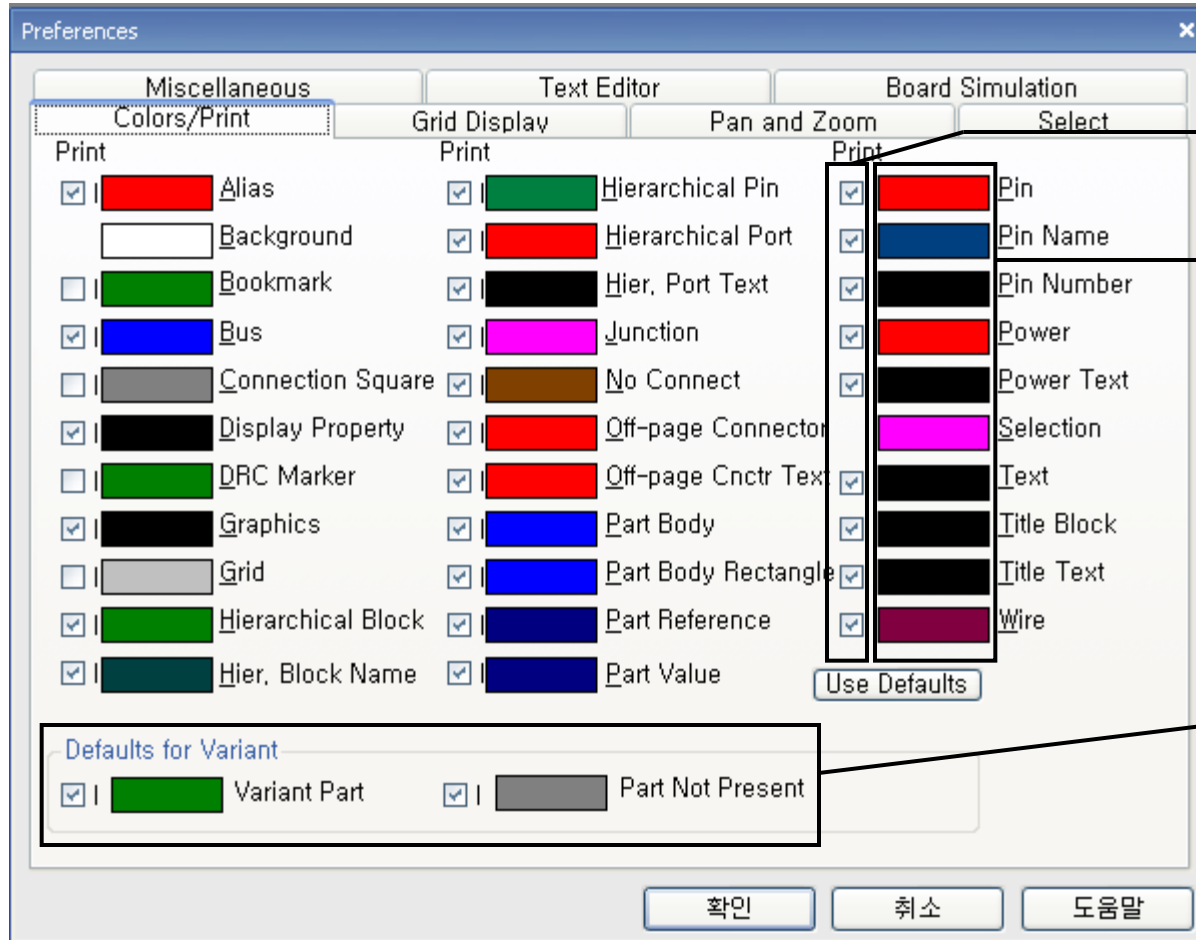 Preferences
Miscellaneous Text Editor Board Simulation
Colors/Print Grid Display Pan and Zoom Select
Print Print Print
Alias Hierarchical Pin Pin
Background Hierarchical Port Pin Name
Bookmark Hier, Port Text Pin Number
Bus Junction Power
Connection Square No Connect Power Text
Display Property Off-page Connector Selection
DRC Marker Off-page Cnctr Text Text
Graphics Part Body Title Block
Grid Part Body Rectangle Title Text
Hierarchical Block Part Reference Wire
Hier, Block Name Part Value Use Defaults
Defaults for Variant
Variant Part Part Not Present
확인 취소 도움말